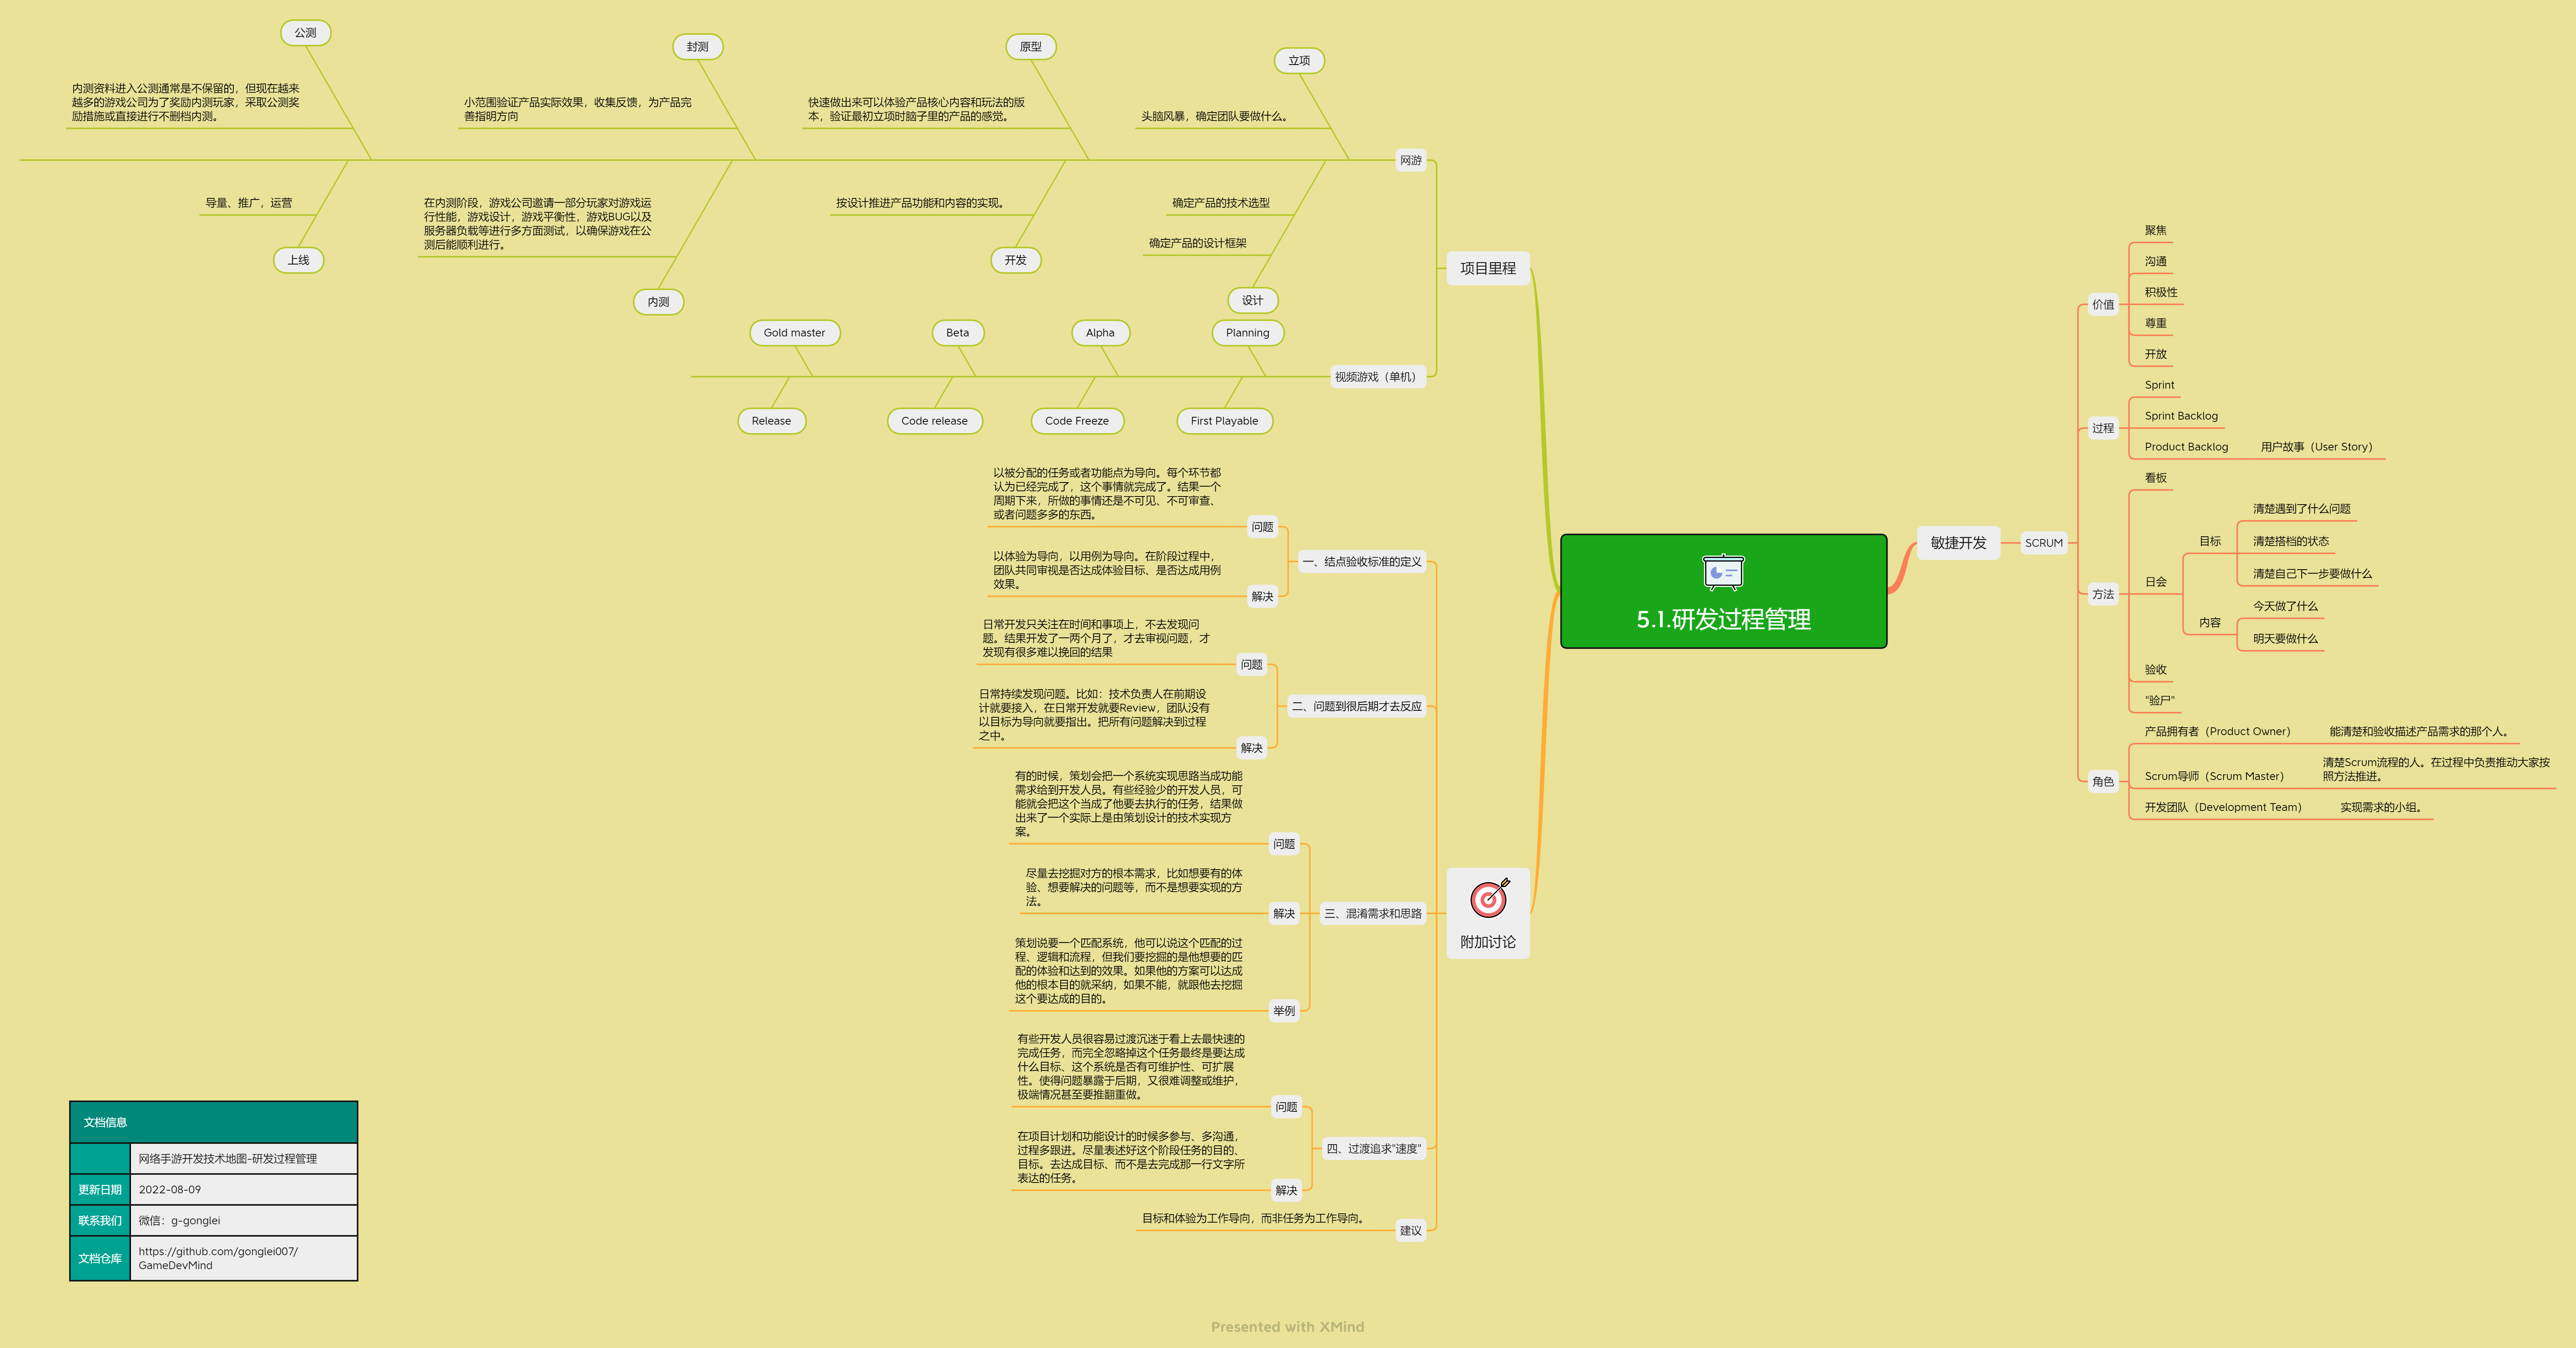 5.1.研发过程管理
项目里程
网游
立项
头脑风暴，确定团队要做什么。
设计
确定产品的技术选型
确定产品的设计框架
原型
快速做出来可以体验产品核心内容和玩法的版
本，验证最初立项时脑子里的产品的感觉。
开发
按设计推进产品功能和内容的实现。
封测
小范围验证产品实际效果，收集反馈，为产品完
善指明方向
内测
在内测阶段，游戏公司邀请一部分玩家对游戏运
行性能，游戏设计，游戏平衡性，游戏BUG以及
服务器负载等进行多方面测试，以确保游戏在公
测后能顺利进行。
公测
内测资料进入公测通常是不保留的，但现在越来
越多的游戏公司为了奖励内测玩家，采取公测奖
励措施或直接进行不删档内测。
上线
导量、推广，运营
视频游戏（单机）
Planning
First Playable
Alpha
Code Freeze
Beta
Code release
Gold master
Release
附加讨论
一、结点验收标准的定义
问题
以被分配的任务或者功能点为导向。每个环节都
认为已经完成了，这个事情就完成了。结果一个
周期下来，所做的事情还是不可见、不可审查、
或者问题多多的东西。
解决
以体验为导向，以用例为导向。在阶段过程中，
团队共同审视是否达成体验目标、是否达成用例
效果。
二、问题到很后期才去反应
问题
日常开发只关注在时间和事项上，不去发现问
题。结果开发了一两个月了，才去审视问题，才
发现有很多难以挽回的结果
解决
日常持续发现问题。比如：技术负责人在前期设
计就要接入，在日常开发就要Review，团队没有
以目标为导向就要指出。把所有问题解决到过程
之中。
三、混淆需求和思路
问题
有的时候，策划会把一个系统实现思路当成功能
需求给到开发人员。有些经验少的开发人员，可
能就会把这个当成了他要去执行的任务，结果做
出来了一个实际上是由策划设计的技术实现方
案。
解决
尽量去挖掘对方的根本需求，比如想要有的体
验、想要解决的问题等，而不是想要实现的方
法。
举例
策划说要一个匹配系统，他可以说这个匹配的过
程、逻辑和流程，但我们要挖掘的是他想要的匹
配的体验和达到的效果。如果他的方案可以达成
他的根本目的就采纳，如果不能，就跟他去挖掘
这个要达成的目的。
四、过渡追求"速度"
问题
有些开发人员很容易过渡沉迷于看上去最快速的
完成任务，而完全忽略掉这个任务最终是要达成
什么目标、这个系统是否有可维护性、可扩展
性。使得问题暴露于后期，又很难调整或维护，
极端情况甚至要推翻重做。
解决
在项目计划和功能设计的时候多参与、多沟通，
过程多跟进。尽量表述好这个阶段任务的目的、
目标。去达成目标、而不是去完成那一行文字所
表达的任务。
建议
目标和体验为工作导向，而非任务为工作导向。
敏捷开发
SCRUM
价值
聚焦
沟通
积极性
尊重
开放
过程
Sprint
Sprint Backlog
Product Backlog
用户故事（User Story）
方法
看板
日会
目标
清楚遇到了什么问题
清楚搭档的状态
清楚自己下一步要做什么
内容
今天做了什么
明天要做什么
验收
"验尸"
角色
产品拥有者（Product Owner）
能清楚和验收描述产品需求的那个人。
Scrum导师（Scrum Master）
清楚Scrum流程的人。在过程中负责推动大家按
照方法推进。
开发团队（Development Team）
实现需求的小组。
文档信息
网络手游开发技术地图-研发过程管理
更新日期 2022-08-09
联系我们 微信：g-gonglei
文档仓库 https://github.com/gonglei007/
GameDevMind
Presented with XMind